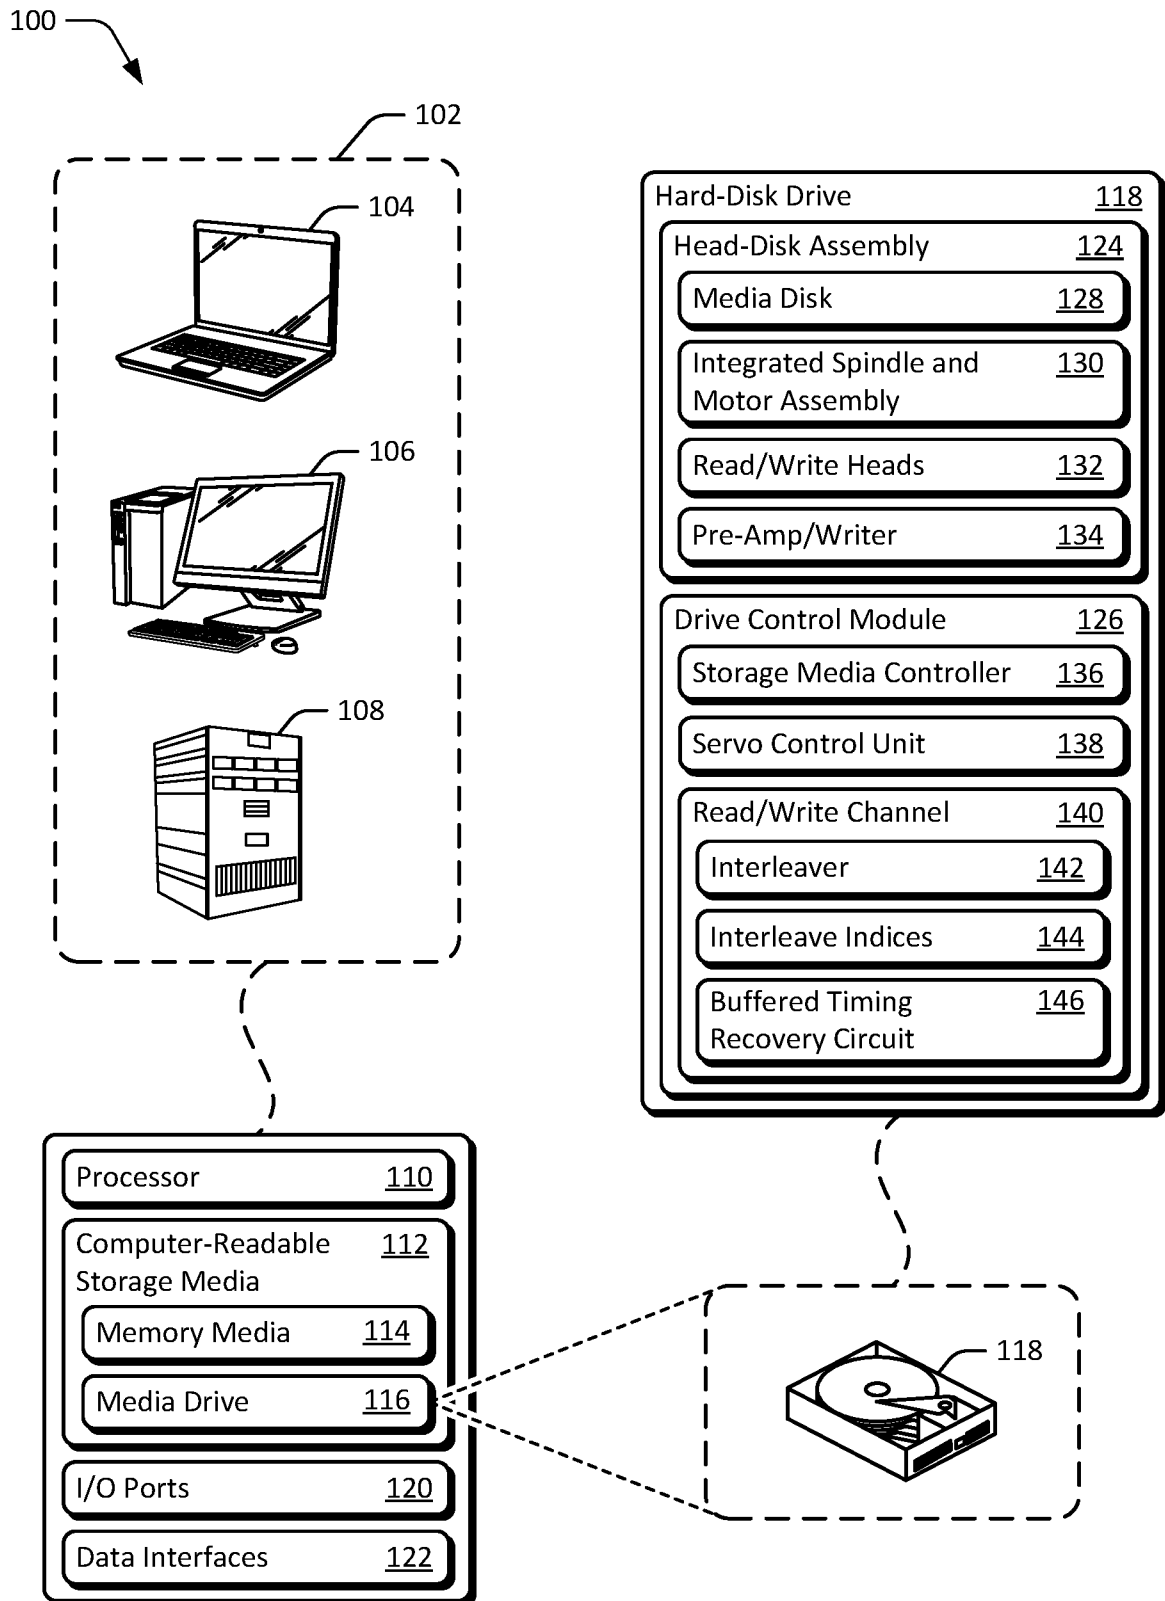 100
102
104
106
108
Processor 110
Computer-Readable 112
Storage Media
Memory Media 114
Media Drive 116
I/O Ports 120
Data Interfaces 122
Hard-Disk Drive 118
Head-Disk Assembly 124
Media Disk 128
Integrated Spindle and 130
Motor Assembly
Read/Write Heads 132
Pre-Amp/Writer 134
Drive Control Module 126
Storage Media Controller 136
Servo Control Unit 138
Read/Write Channel 140
Interleaver 142
Interleave Indices 144
Buffered Timing 146
Recovery Circuit
118